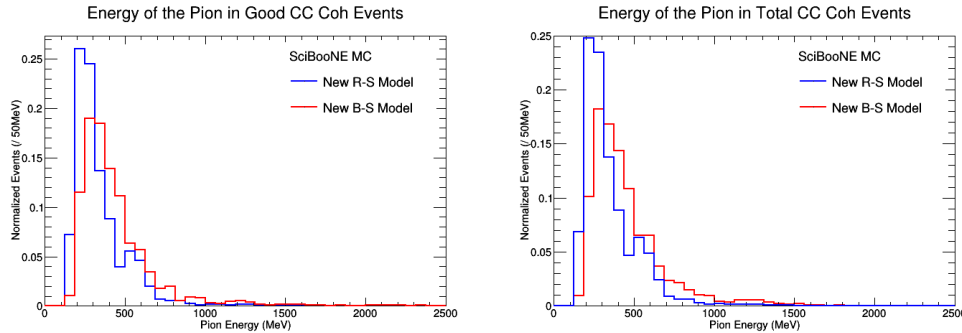 Energy of the Pion in Good CC Coh Events
Normalized Events (/ 50MeV)
0.25
0.2
0.15
0.1
0.05
0
SciBooNE MC
New R-S Model
New B-S Model
0 500 1000 1500 2000 2500
Pion Energy (MeV)
Energy of the Pion in Total CC Coh Events
Normalized Events (/ 50MeV)
0.25
0.2
0.15
0.1
0.05
0
SciBooNE MC
New R-S Model
New B-S Model
0 500 1000 1500 2000 2500
Pion Energy (MeV)